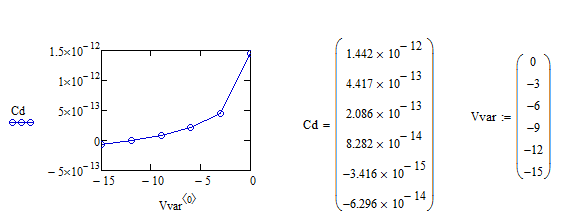 1.5×10⁻¹²
1×10⁻¹²
5×10⁻¹³
0
−5×10⁻¹³
Cd
−15 −10 −5 0
Vvar⟨0⟩
Cd =
1.442 × 10⁻¹²
4.417 × 10⁻¹³
2.086 × 10⁻¹³
8.282 × 10⁻¹⁴
−3.416 × 10⁻¹⁵
−6.296 × 10⁻¹⁴
Vvar :=
0
−3
−6
−9
−12
−15